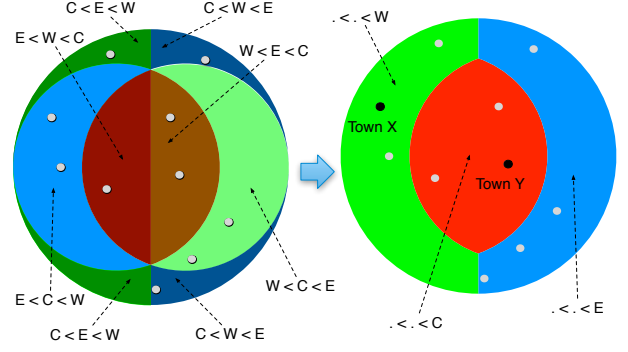 C < E < W
C < W < E
. < . < W
E < W < C
W < E < C
Town X
Town Y
E < C < W
W < C < E
. < . < E
C < E < W
C < W < E
. < . < C